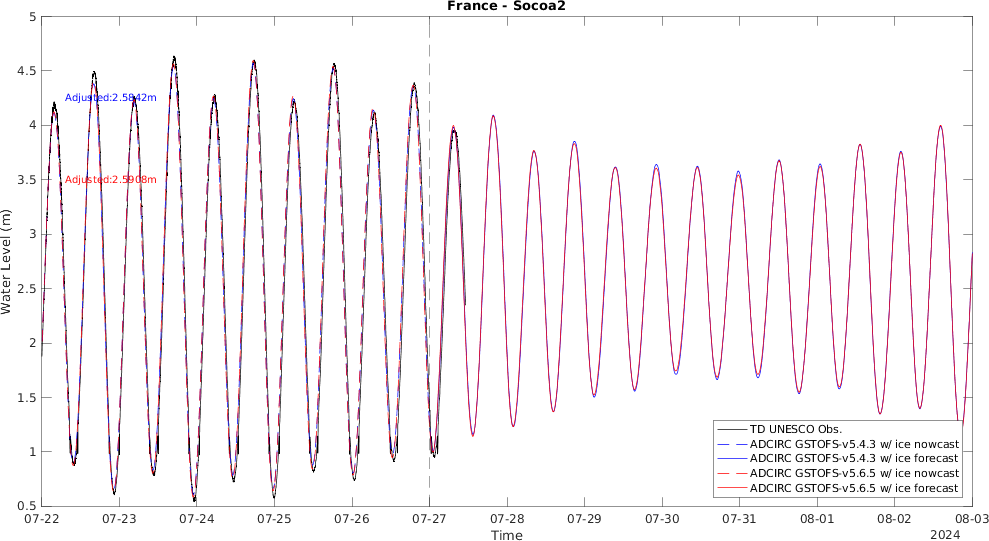 France - Socoa2
5
4.5
4
3.5
3
2.5
2
1.5
1
0.5
Water Level (m)
Adjusted:2.5842m
Adjusted:2.5908m
TD UNESCO Obs.
ADCIRC GSTOFS-v5.4.3 w/ ice nowcast
ADCIRC GSTOFS-v5.4.3 w/ ice forecast
ADCIRC GSTOFS-v5.6.5 w/ ice nowcast
ADCIRC GSTOFS-v5.6.5 w/ ice forecast
07-22 07-23 07-24 07-25 07-26 07-27 07-28 07-29 07-30 07-31 08-01 08-02 08-03
Time
2024